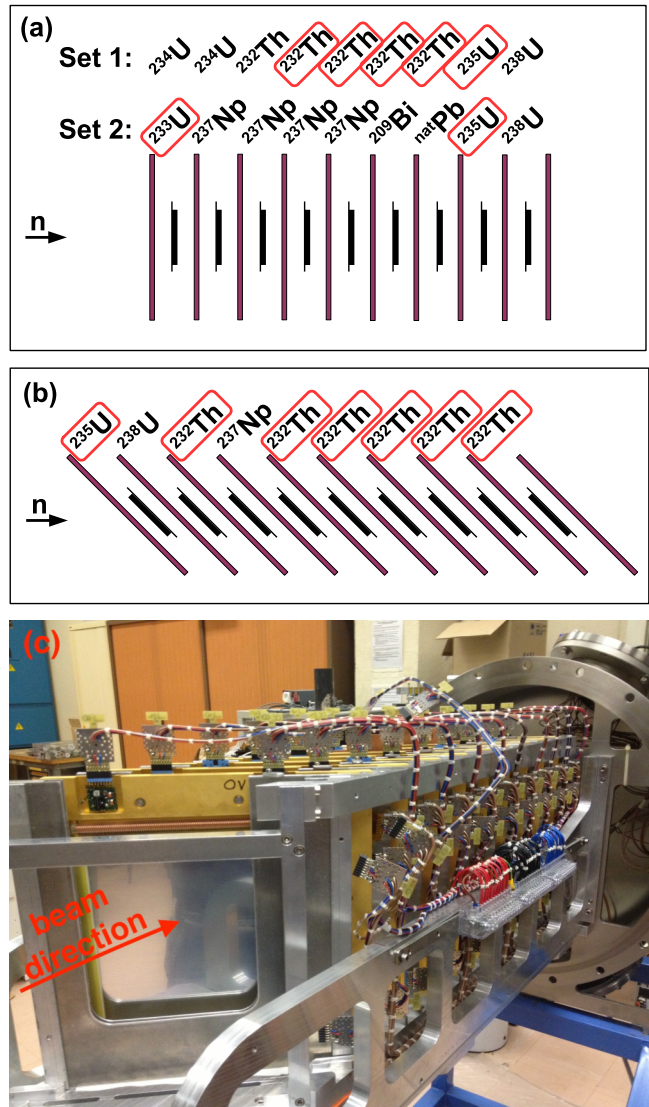 (a)
Set 1: ²³⁴U ²³⁴U ²³²Th ²³²Th ²³²Th ²³²Th ²³²Th ²³⁵U ²³⁸U
Set 2: ²³³U ²³⁷Np ²³⁷Np ²³⁷Np ²³⁷Np ²⁰⁹Bi ⁿᵃᵗPb ²³⁵U ²³⁸U
n
(b)
²³⁵U ²³⁸U ²³²Th ²³⁷Np ²³²Th ²³²Th ²³²Th ²³²Th ²³²Th
n
(c)
OV
beam
direction